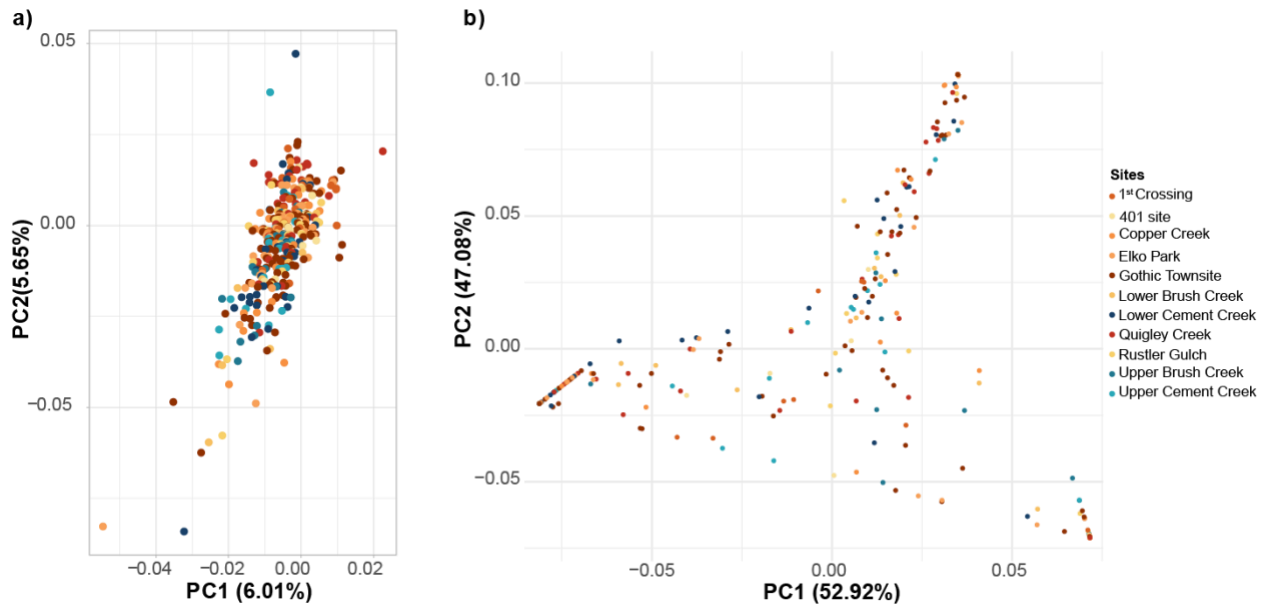 a)
0.05
0.00
−0.05
PC2(5.65%)
−0.04
−0.02
0.00
0.02
PC1 (6.01%)
b)
0.10
0.05
0.00
−0.05
PC2 (47.08%)
−0.05
0.00
0.05
PC1 (52.92%)
Sites
1st Crossing
401 site
Copper Creek
Elko Park
Gothic Townsite
Lower Brush Creek
Lower Cement Creek
Quigley Creek
Rustler Gulch
Upper Brush Creek
Upper Cement Creek